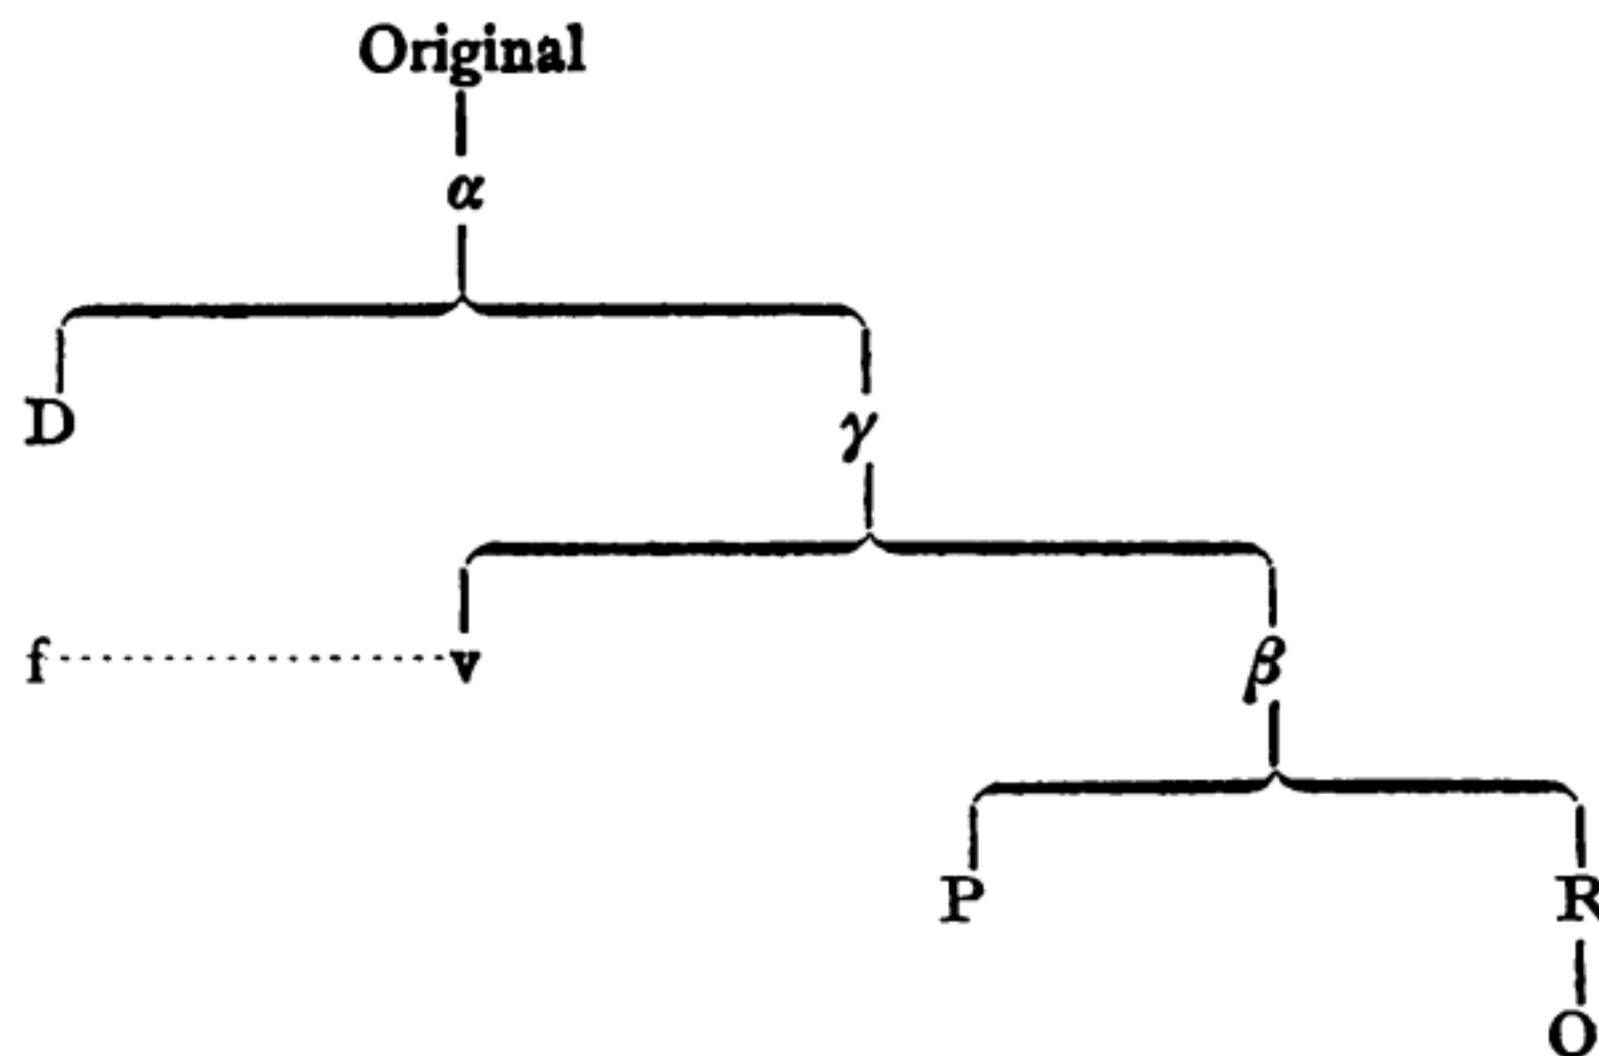 Original
α
D γ
f v β
P R
O